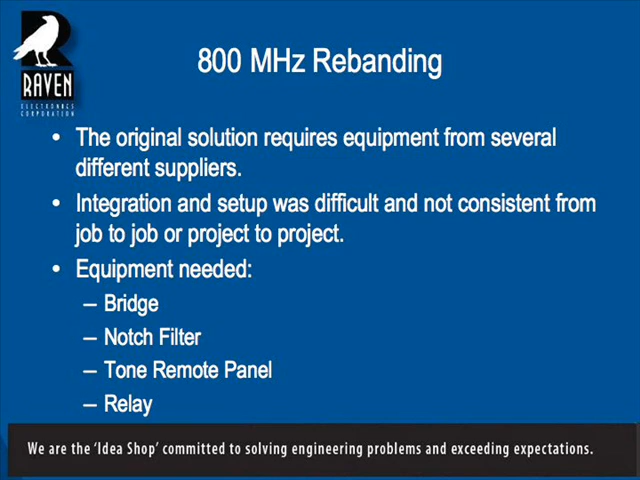 RAVEN
ELECTRONICS
CORPORATION
800 MHz Rebanding
• The original solution requires equipment from several
different suppliers.
• Integration and setup was difficult and not consistent from
job to job or project to project.
• Equipment needed:
– Bridge
– Notch Filter
– Tone Remote Panel
– Relay
We are the 'Idea Shop' committed to solving engineering problems and exceeding expectations.